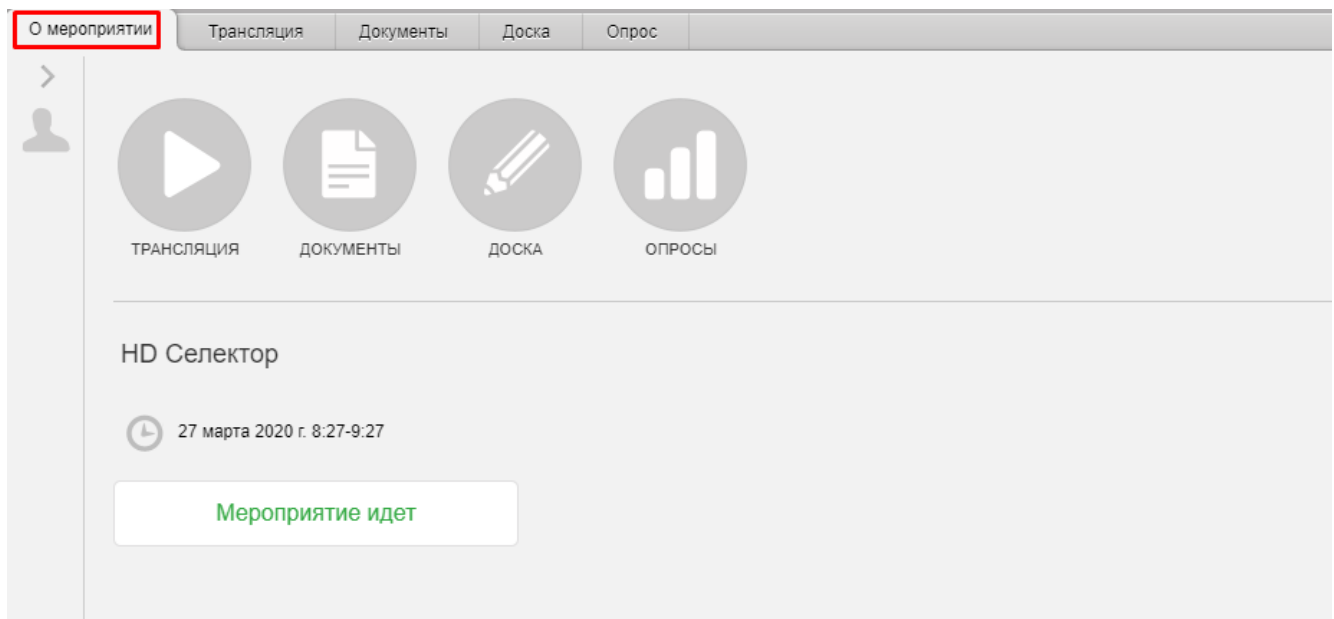 О мероприятии Трансляция Документы Доска Опрос
ТРАНСЛЯЦИЯ ДОКУМЕНТЫ ДОСКА ОПРОСЫ
HD Селектор
27 марта 2020 г. 8:27-9:27
Мероприятие идет